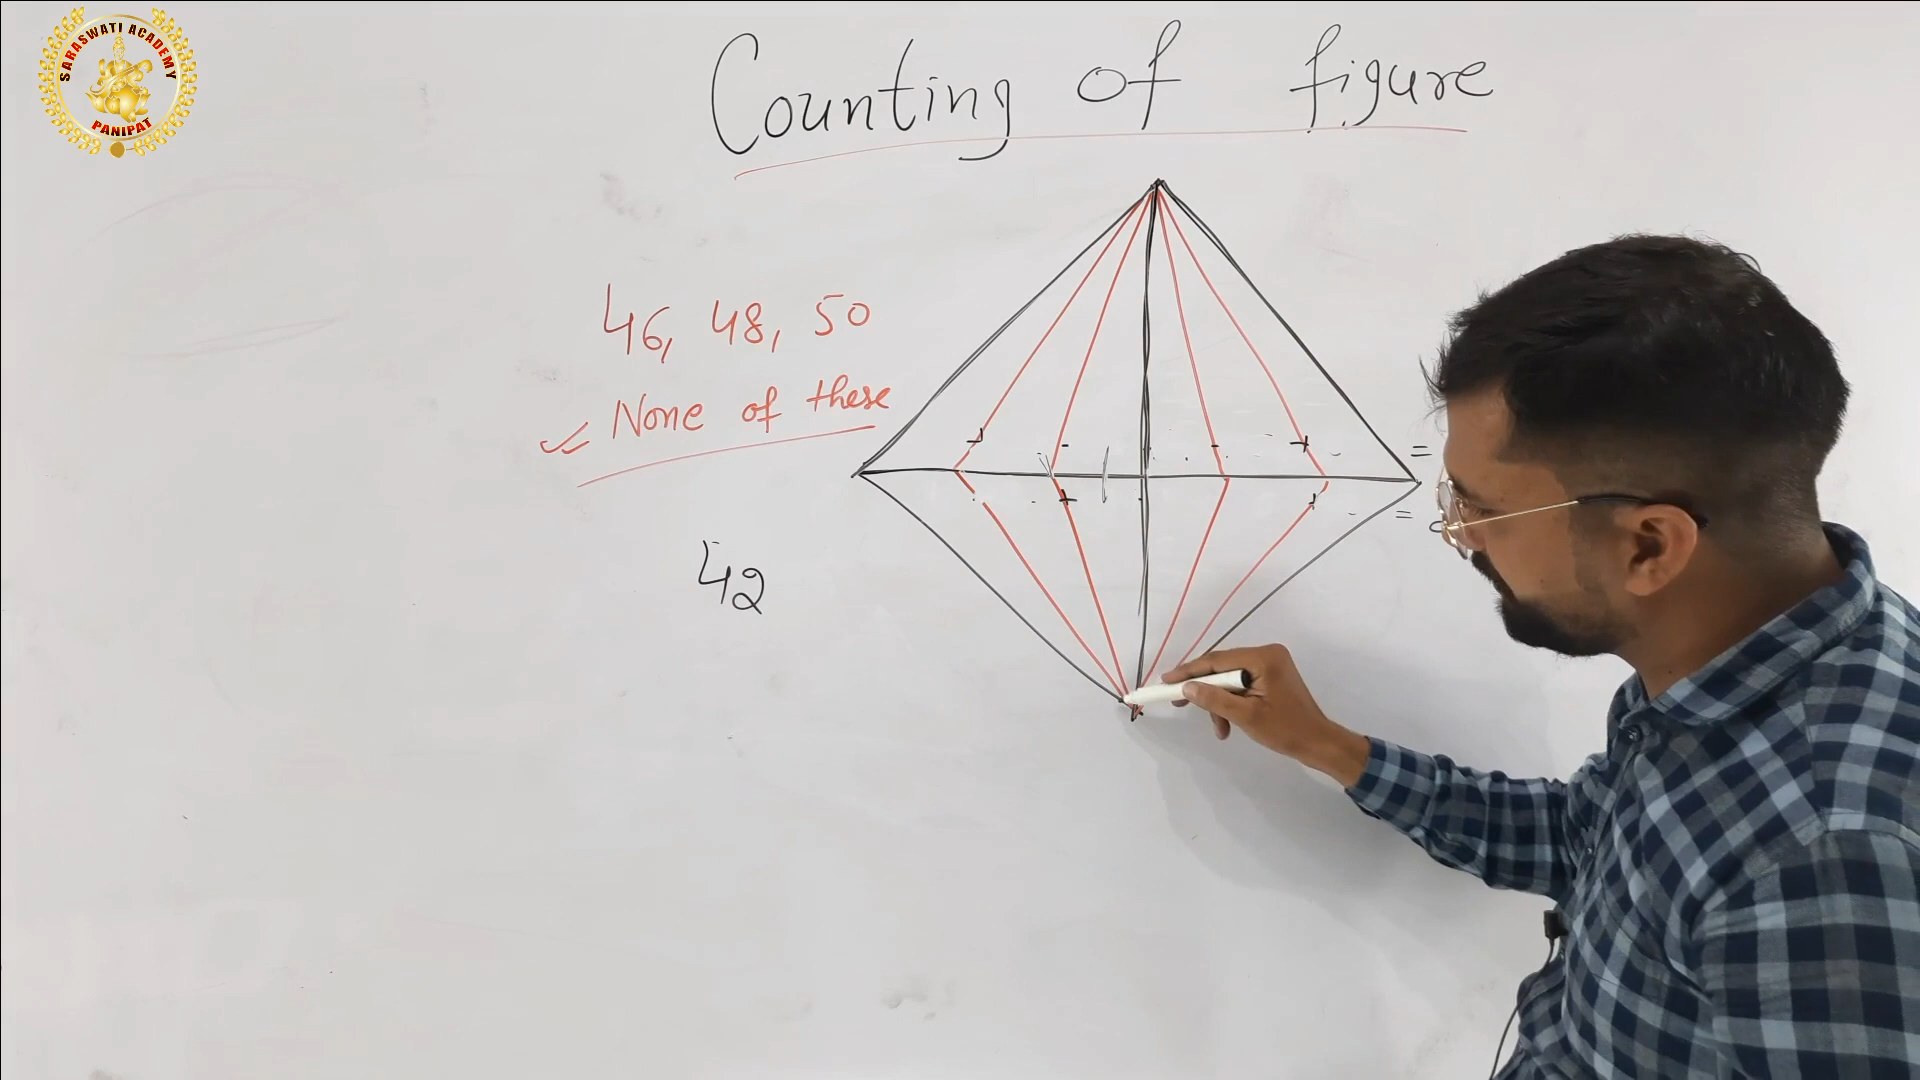 SARASWATI ACADEMY
PANIPAT
Counting of figure
46, 48, 50
None of these
42